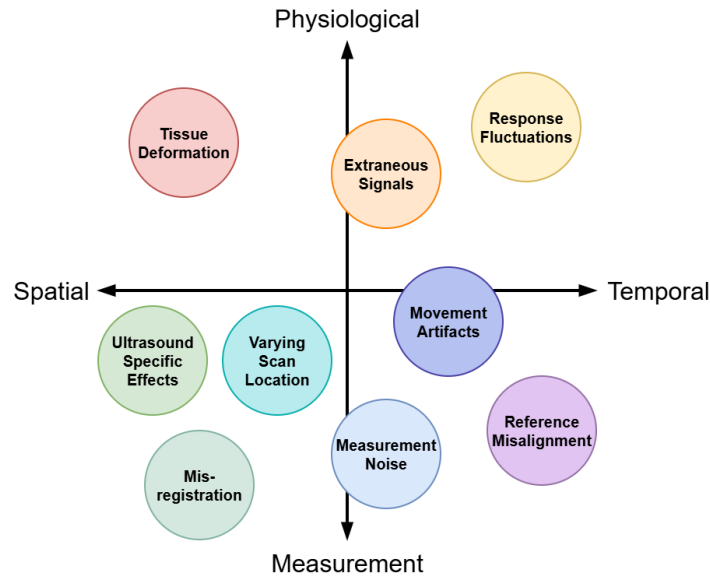 Physiological
Tissue
Deformation
Response
Fluctuations
Extraneous
Signals
Spatial
Temporal
Movement
Artifacts
Ultrasound
Specific
Effects
Varying
Scan
Location
Reference
Misalignment
Measurement
Noise
Mis-
registration
Measurement